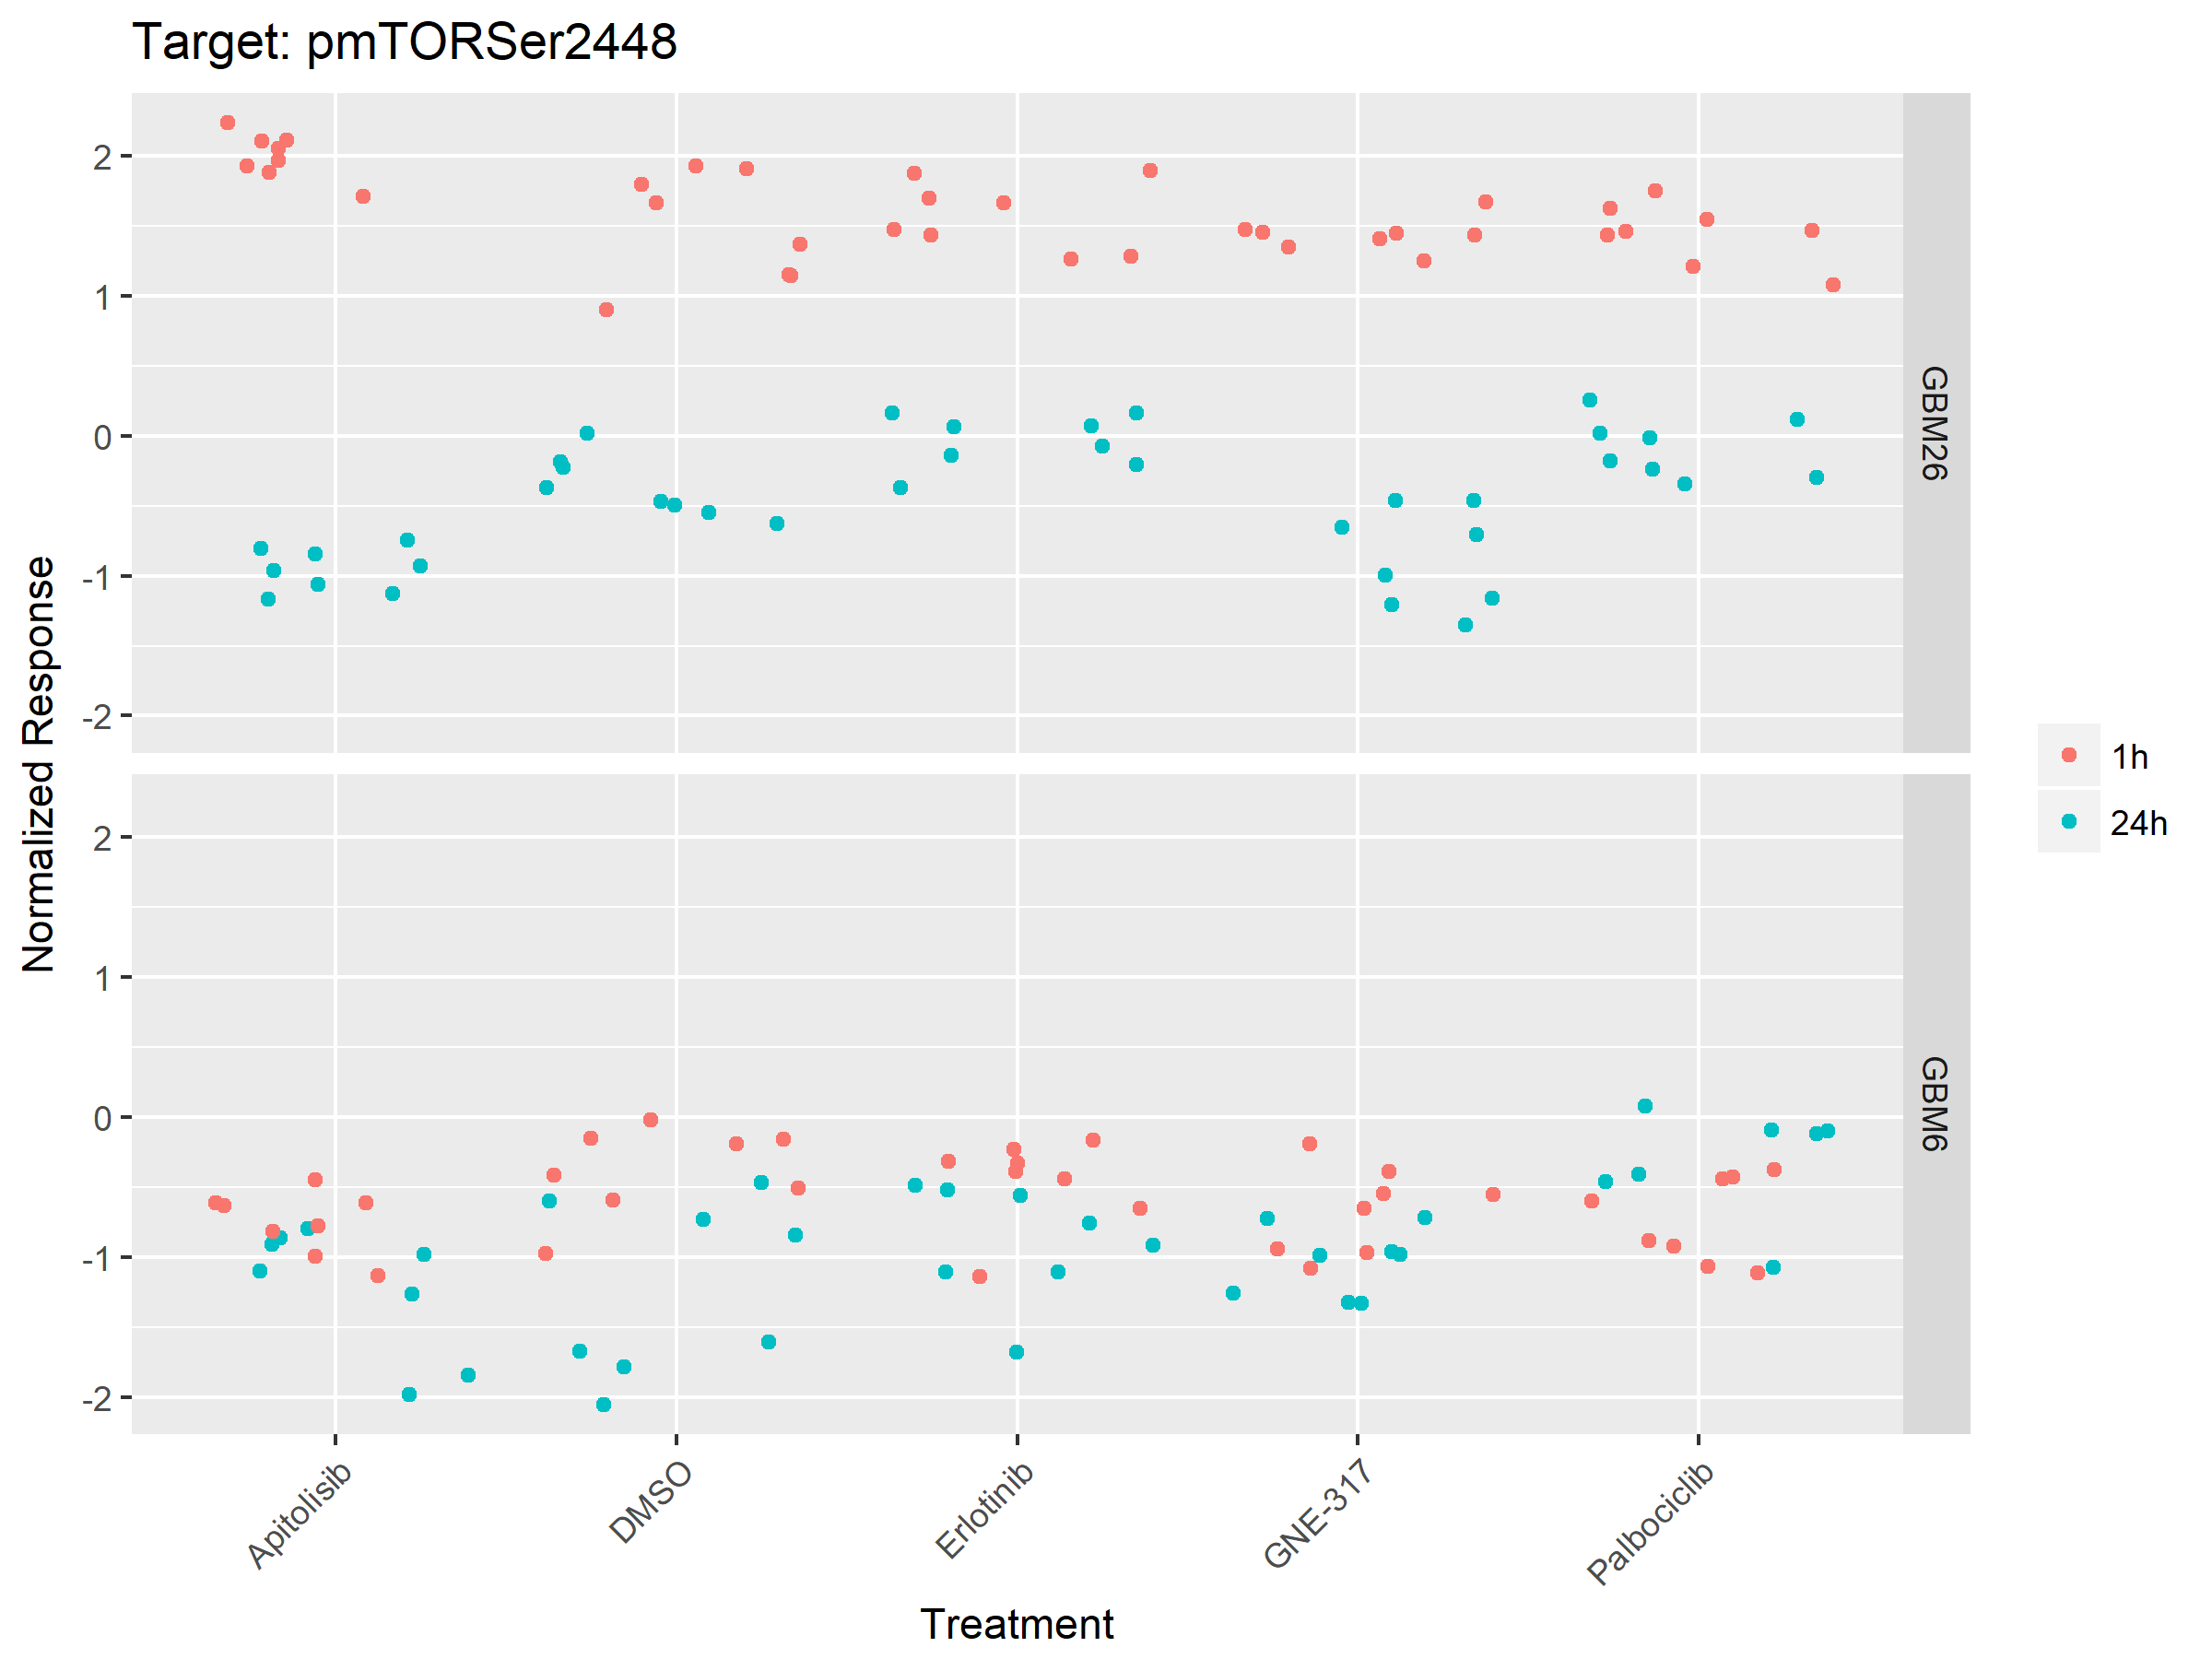 Target: pmTORSer2448
2
1
0
-1
-2
GBM26
2
1
0
-1
-2
GBM6
Normalized Response
Apitolisib
DMSO
Erlotinib
GNE-317
Palbociclib
Treatment
1h
24h